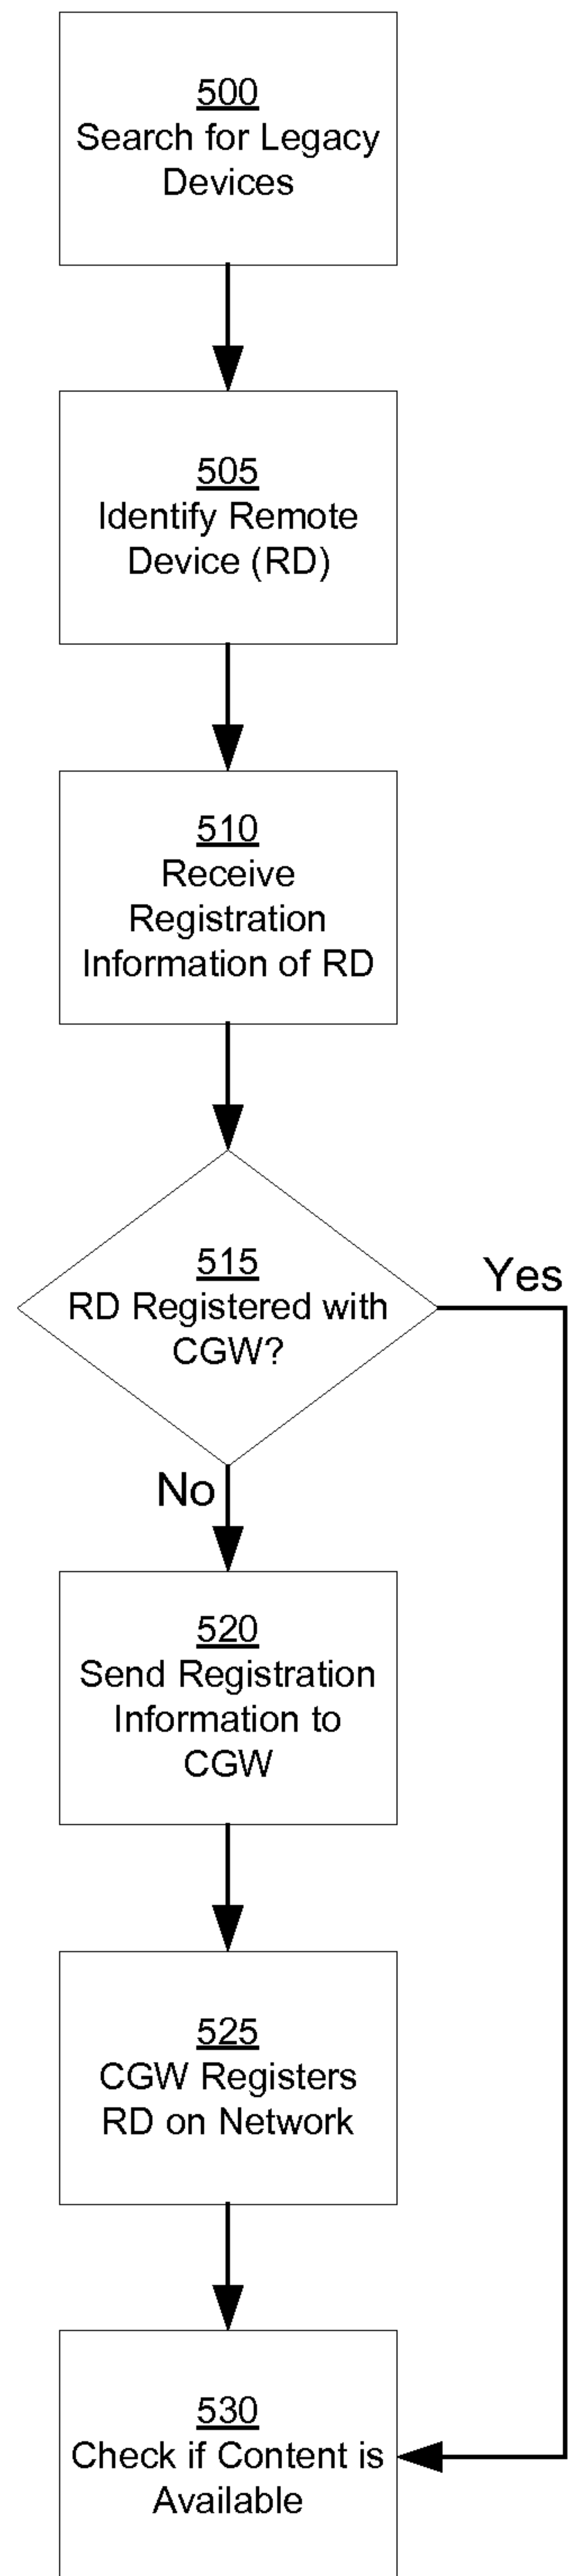 500
Search for Legacy
Devices
505
Identify Remote
Device (RD)
510
Receive
Registration
Information of RD
515
RD Registered with
CGW?
Yes
No
520
Send Registration
Information to
CGW
525
CGW Registers
RD on Network
530
Check if Content is
Available